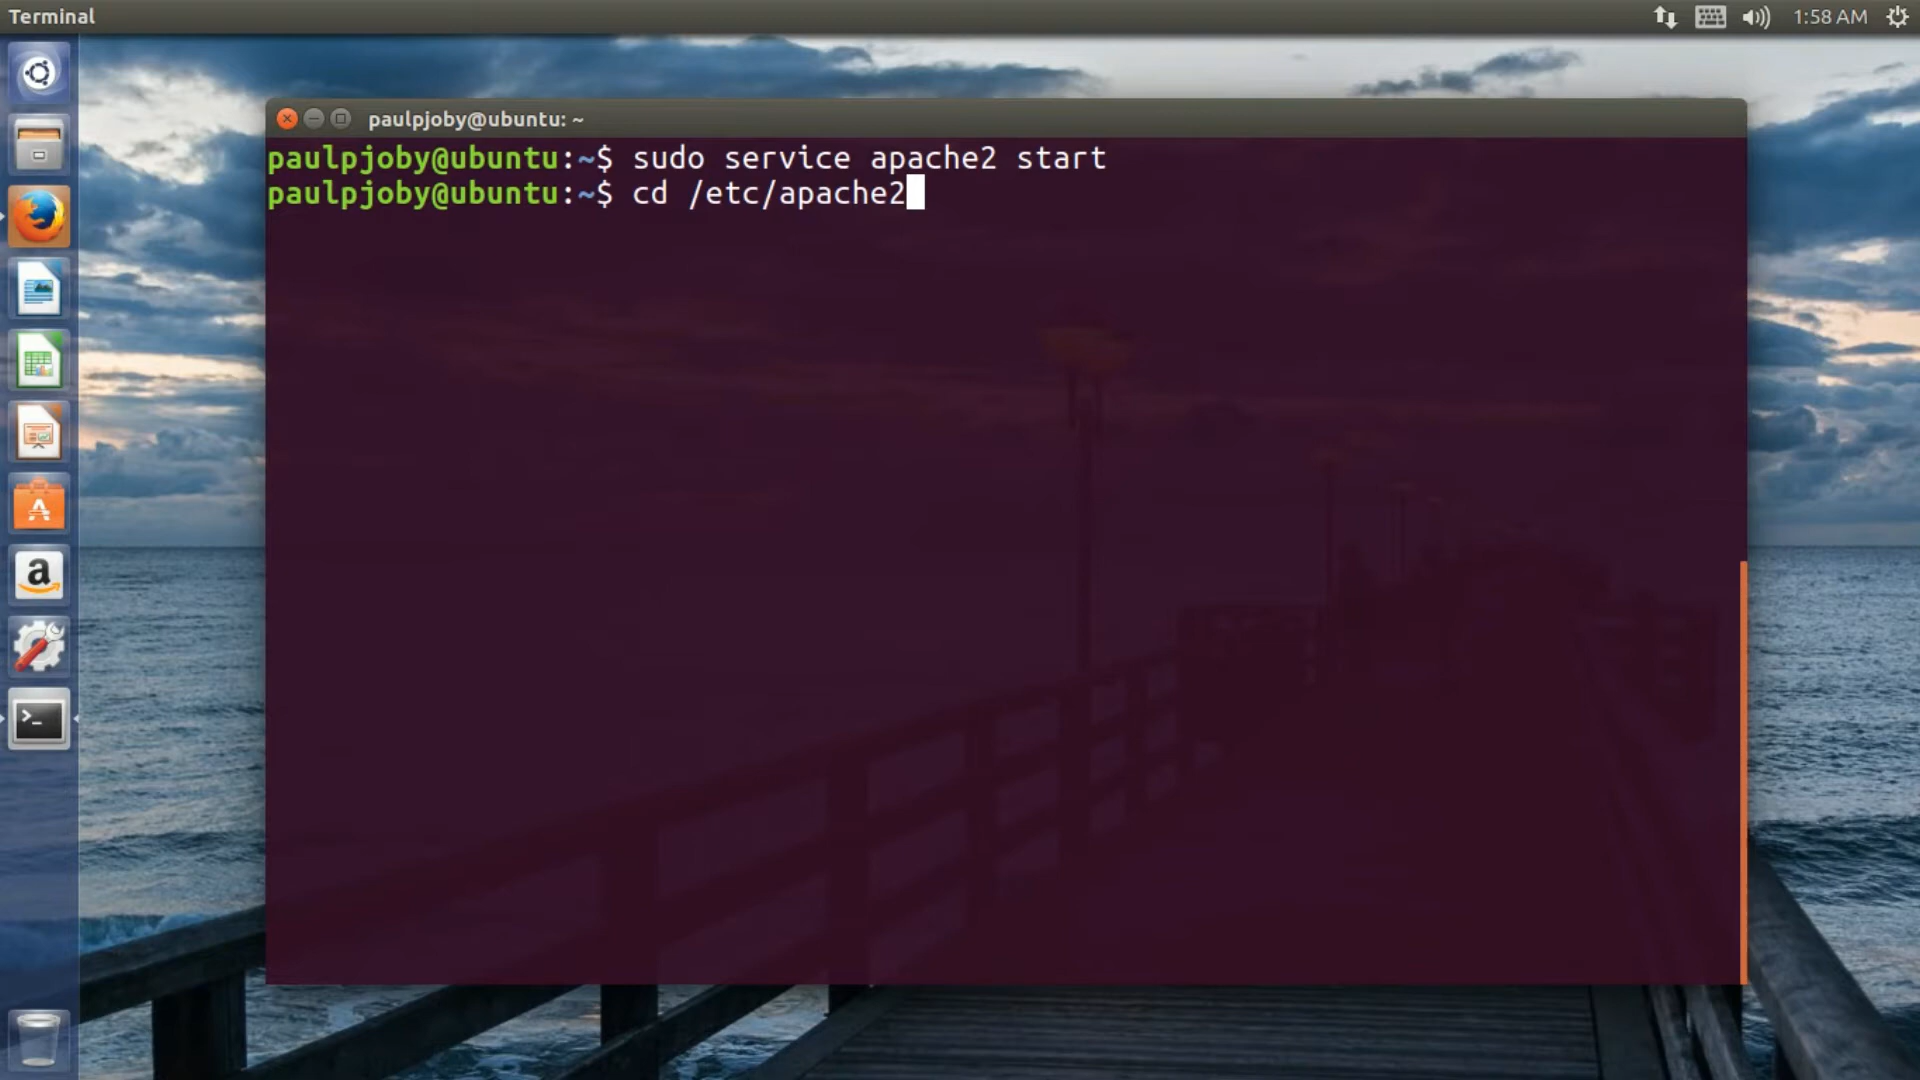 Terminal
1:58 AM
paulpjoby@ubuntu: ~
paulpjoby@ubuntu:~$ sudo service apache2 start
paulpjoby@ubuntu:~$ cd /etc/apache2